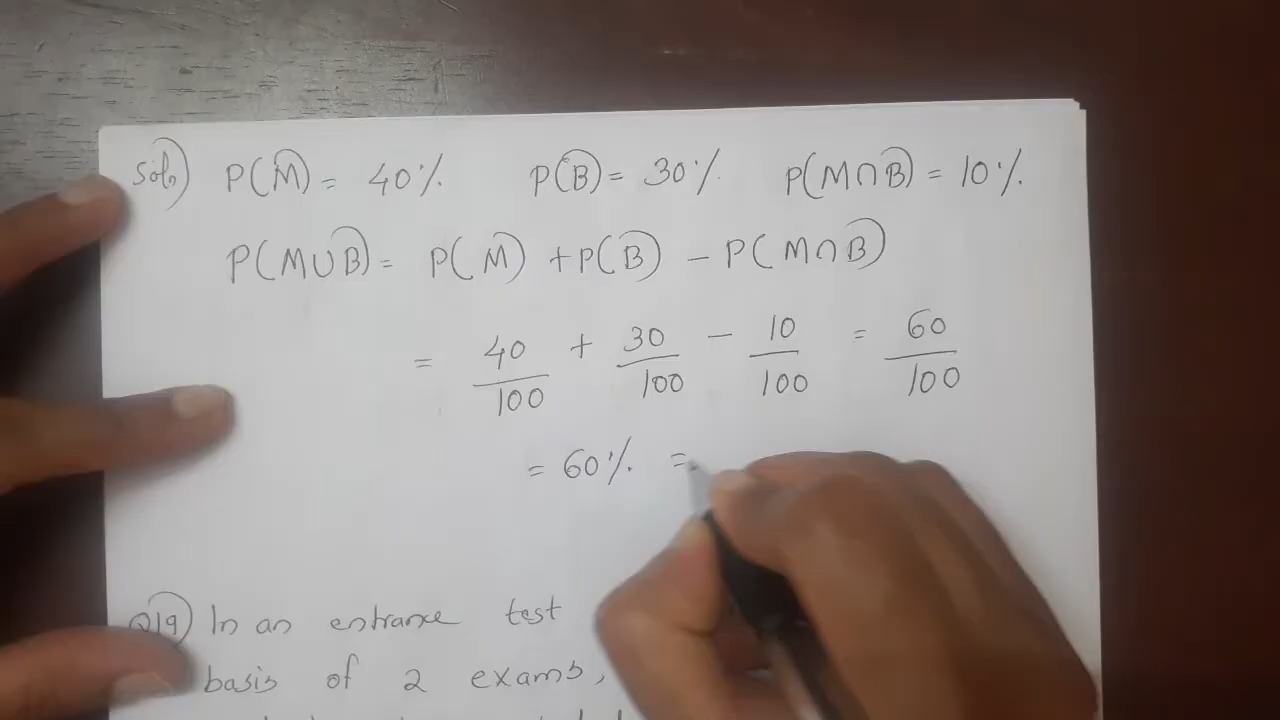 Soln) P(M) = 40% P(B) = 30% P(M∩B) = 10%
P(M∪B) = P(M) + P(B) - P(M∩B)
= 40/100 + 30/100 - 10/100 = 60/100
= 60% =
Q19) In an entrance test
basis of 2 exams,